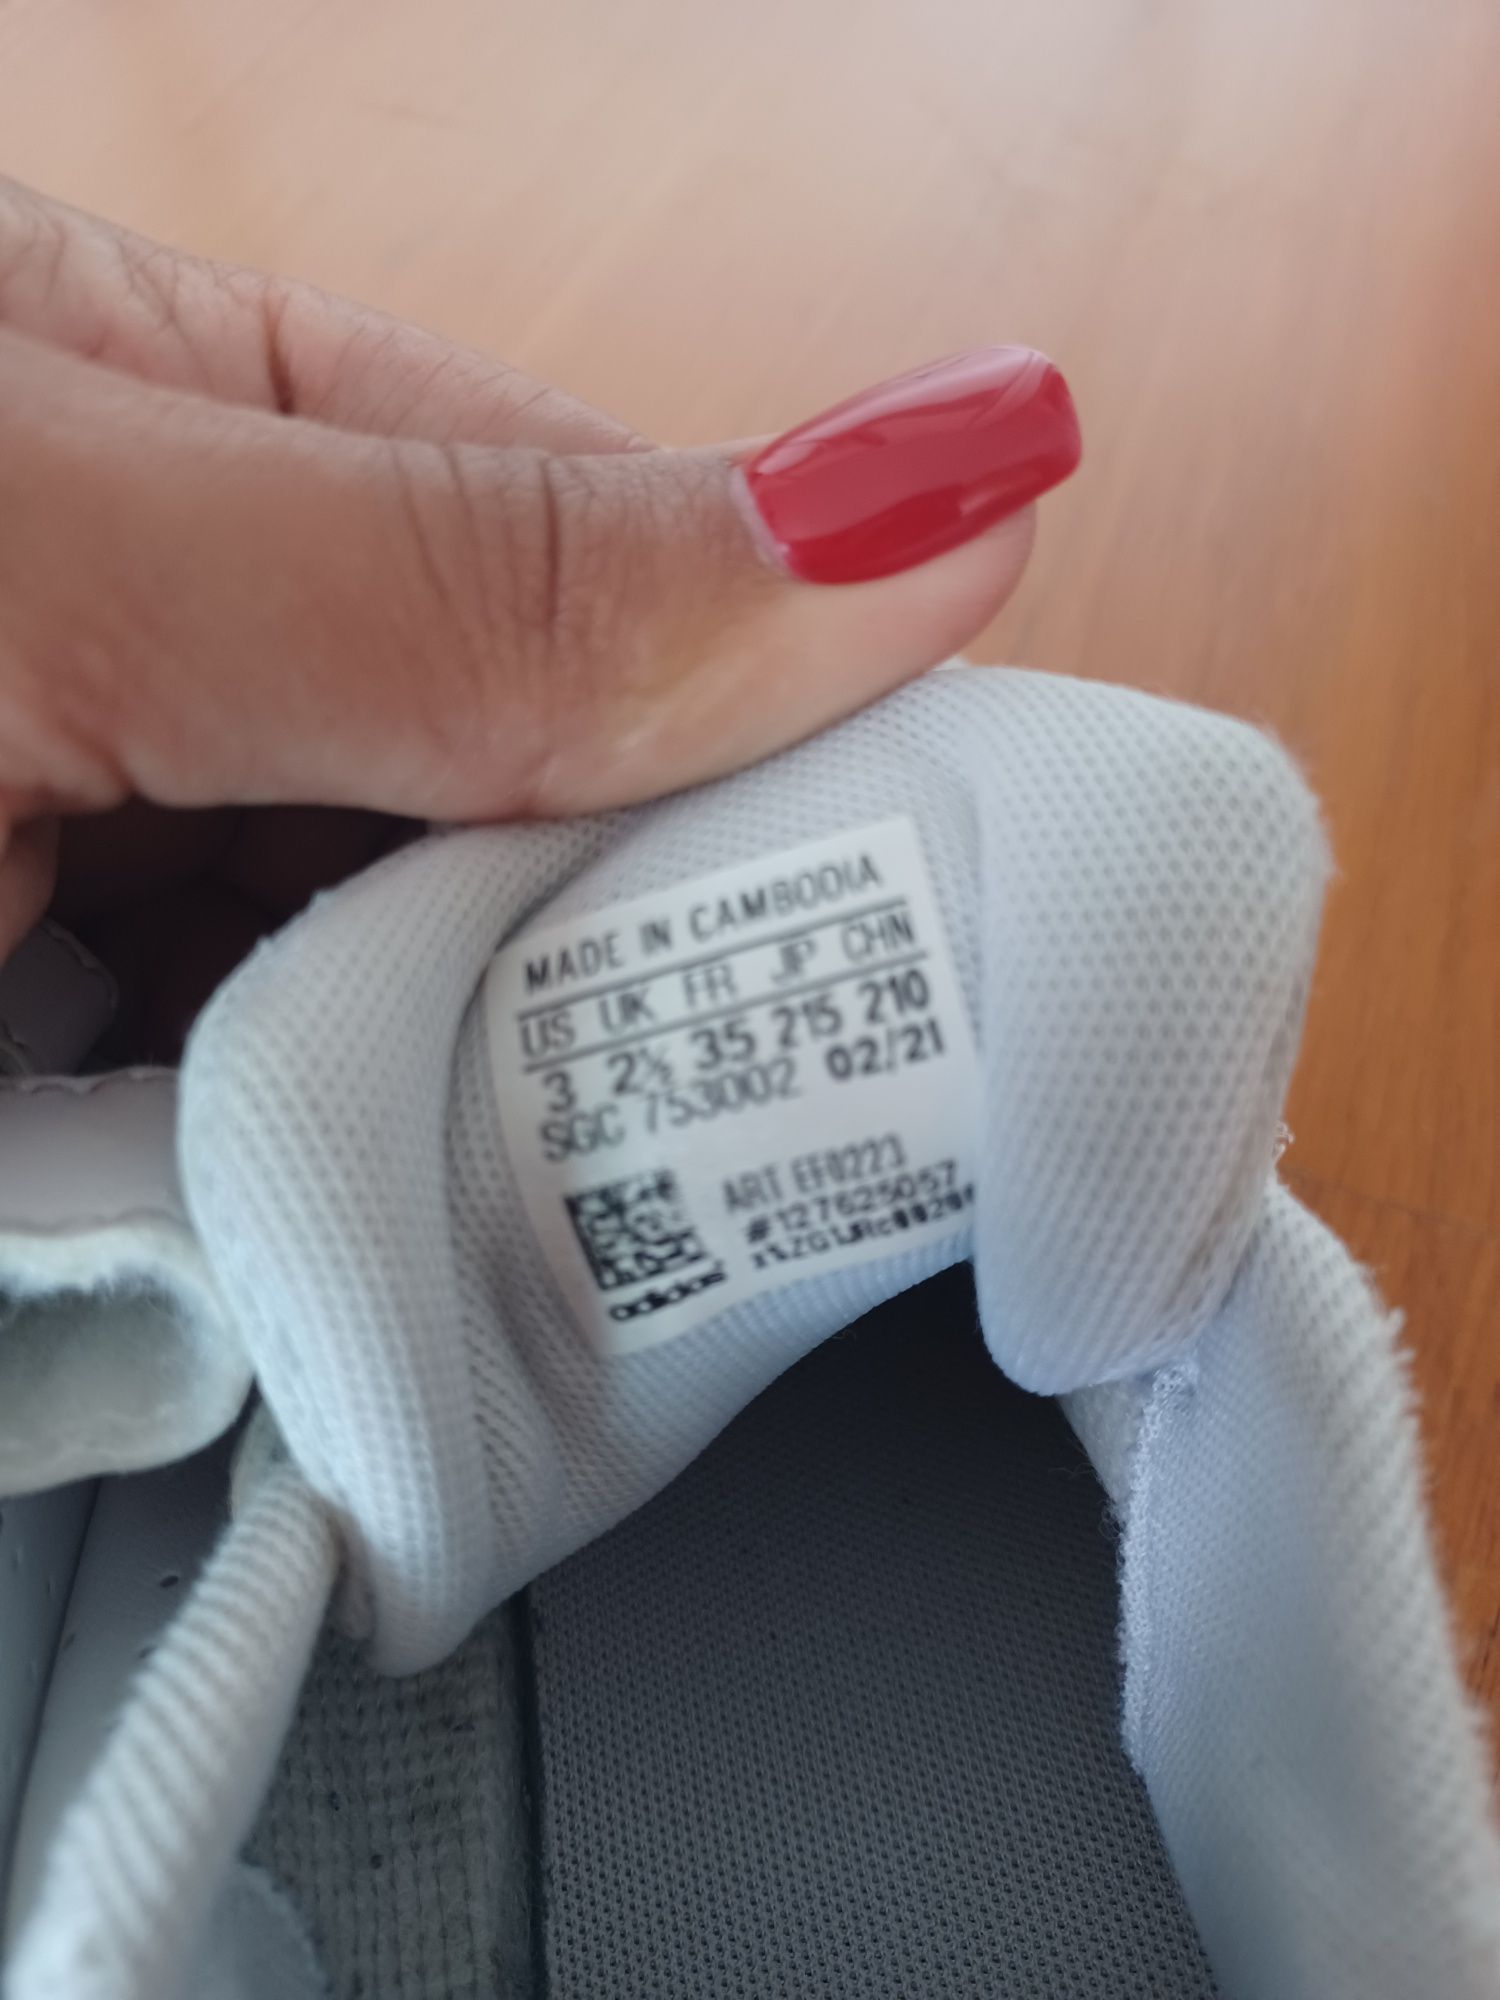 MADE IN CAMBODIA
US UK FR JP CHN
3 2½ 35 215 210
SGC 753002 02/21
ART EF0223
#127625057
adidas